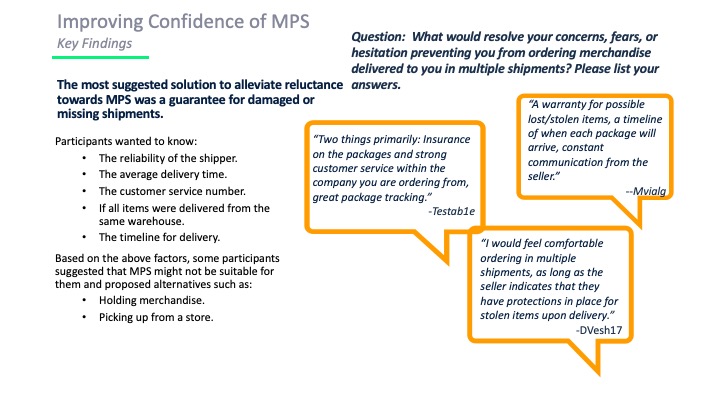 Improving Confidence of MPS
Key Findings
Question:  What would resolve your concerns, fears, or
hesitation preventing you from ordering merchandise
delivered to you in multiple shipments? Please list your
answers.
The most suggested solution to alleviate reluctance
towards MPS was a guarantee for damaged or
missing shipments.
Participants wanted to know:
• The reliability of the shipper.
• The average delivery time.
• The customer service number.
• If all items were delivered from the
same warehouse.
• The timeline for delivery.
Based on the above factors, some participants
suggested that MPS might not be suitable for
them and proposed alternatives such as:
• Holding merchandise.
• Picking up from a store.
“Two things primarily: Insurance
on the packages and strong
customer service within the
company you are ordering from,
great package tracking.”
-Testab1e
“A warranty for possible
lost/stolen items, a timeline
of when each package will
arrive, constant
communication from the
seller.”
--Mvialg
“I would feel comfortable
ordering in multiple
shipments, as long as the
seller indicates that they
have protections in place for
stolen items upon delivery.”
-DVesh17